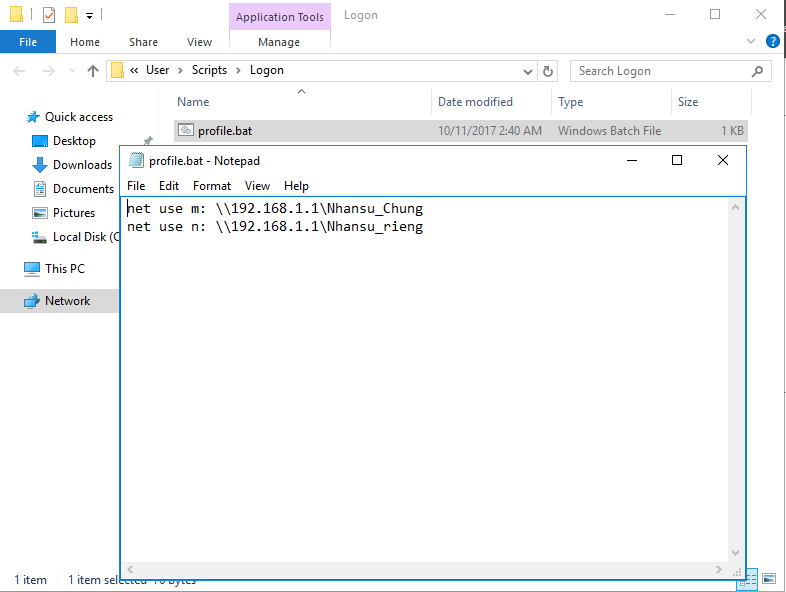 Application Tools
Logon
File
Home
Share
View
Manage
« User > Scripts > Logon
Search Logon
Name
Date modified
Type
Size
profile.bat
10/11/2017 2:40 AM
Windows Batch File
1 KB
Quick access
Desktop
Downloads
Documents
Pictures
Local Disk (C
This PC
Network
profile.bat - Notepad
File Edit Format View Help
net use m: \\192.168.1.1\Nhansu_Chung
net use n: \\192.168.1.1\Nhansu_rieng
1 item
1 item selected 76 bytes